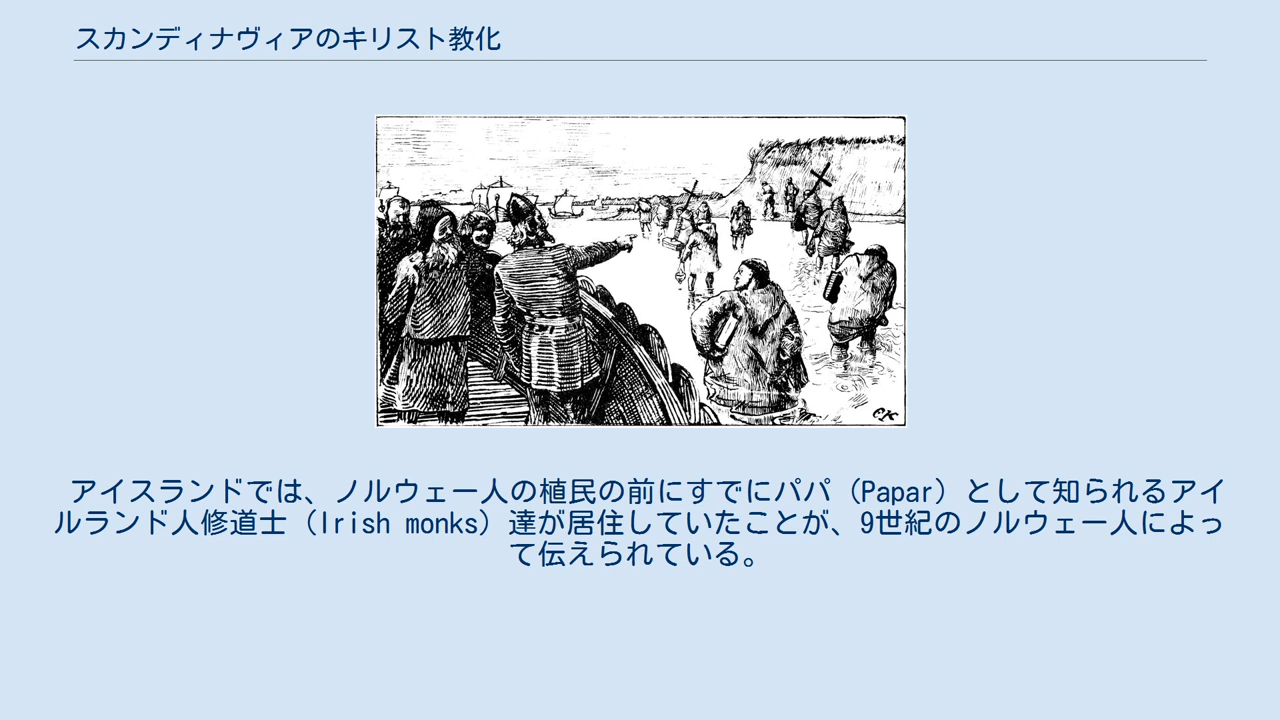 スカンディナヴィアのキリスト教化
アイスランドでは、ノルウェー人の植民の前にすでにパパ（Papar）として知られるアイ
ルランド人修道士（Irish monks）達が居住していたことが、9世紀のノルウェー人によっ
て伝えられている。